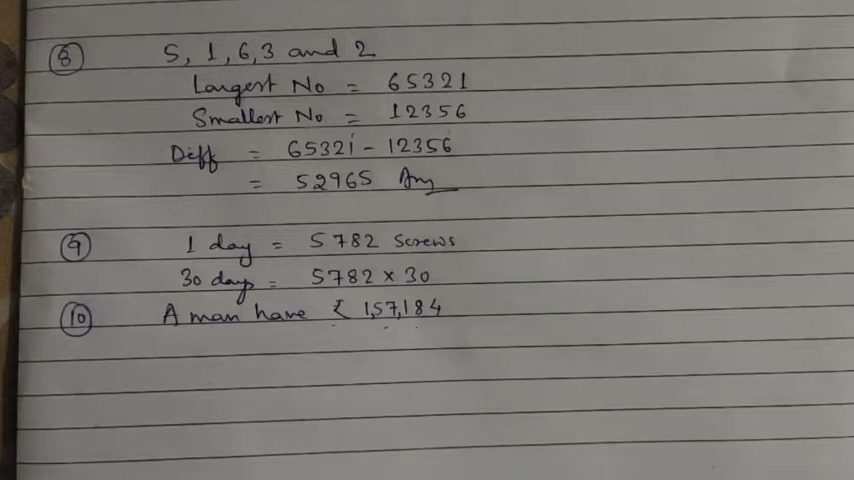 8 5, 1, 6, 3 and 2
Largest No = 65321
Smallest No = 12356
Diff = 65321 - 12356
= 52965 Ans
9 1 day = 5782 screws
30 days = 5782 × 30
10 A man have ₹ 1,57,184